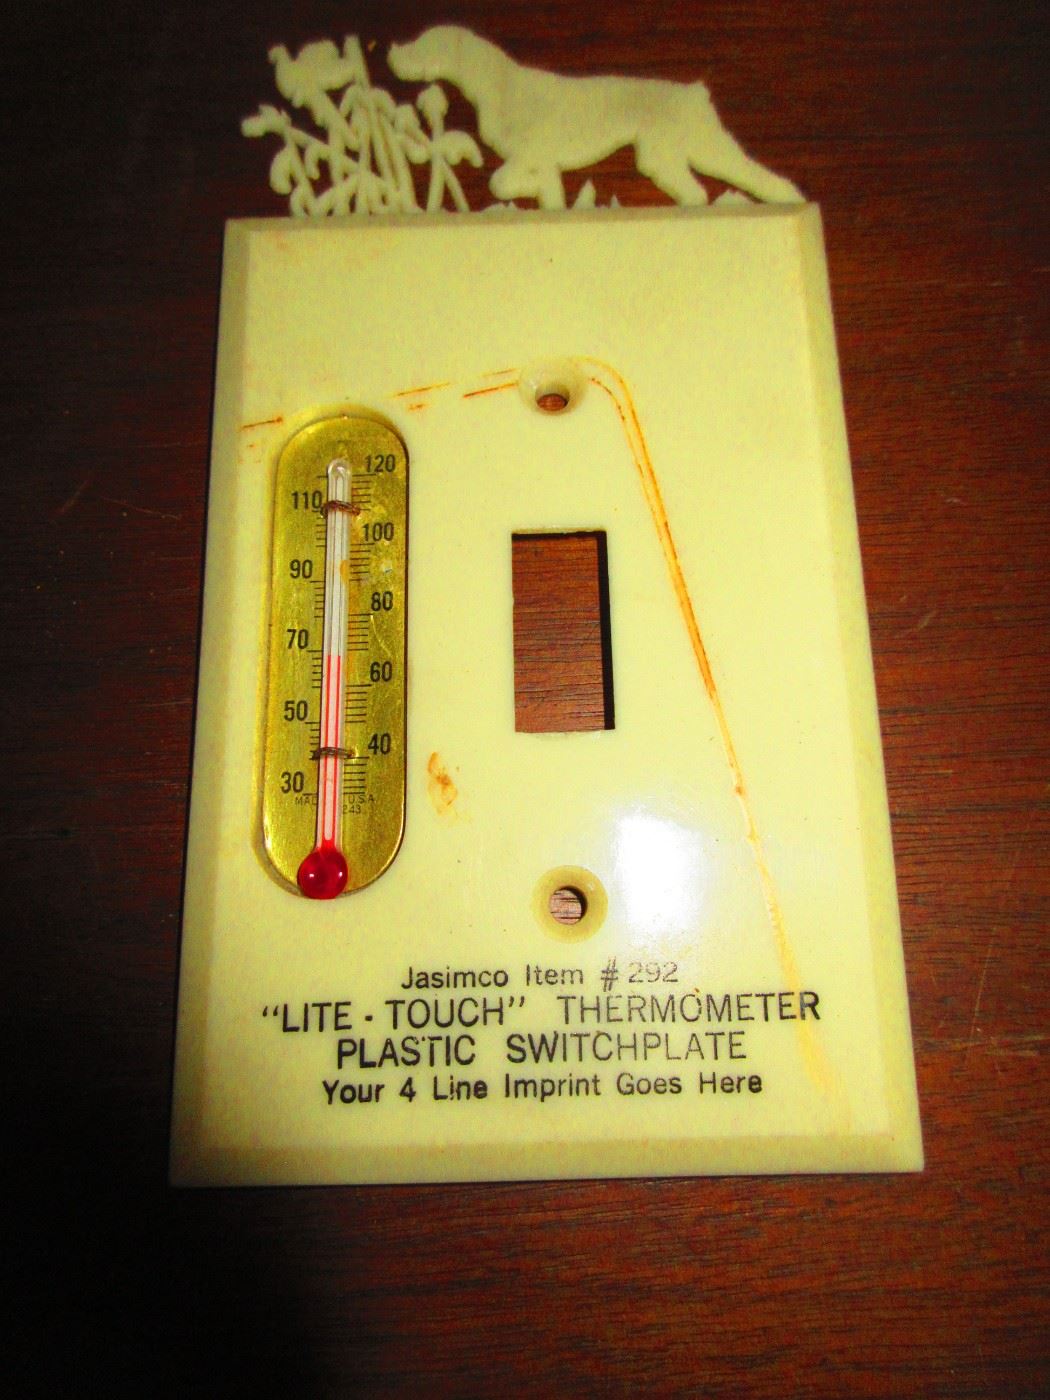 120
110
100
90
80
70
60
50
40
30
U.S.A.
243
Jasimco Item # 292
"LITE - TOUCH" THERMOMETER
PLASTIC SWITCHPLATE
Your 4 Line Imprint Goes Here